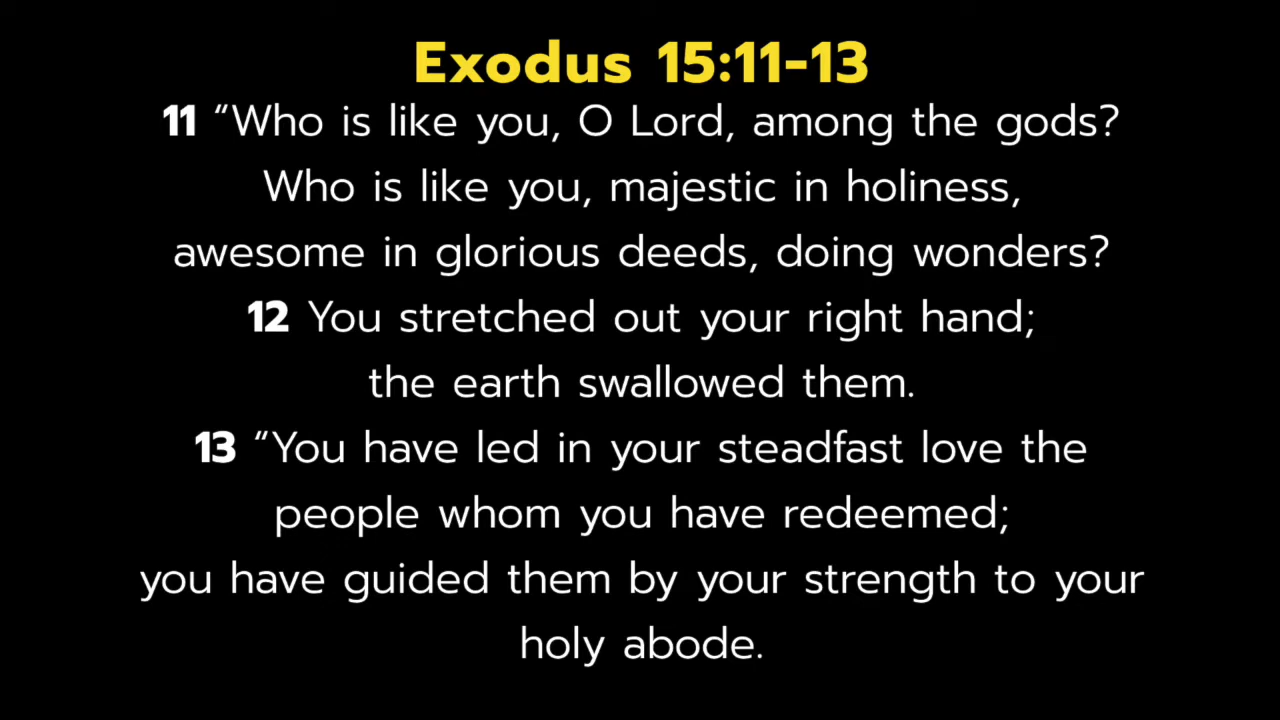 Exodus 15:11-13
11 “Who is like you, O Lord, among the gods?
Who is like you, majestic in holiness,
awesome in glorious deeds, doing wonders?
12 You stretched out your right hand;
the earth swallowed them.
13 “You have led in your steadfast love the
people whom you have redeemed;
you have guided them by your strength to your
holy abode.